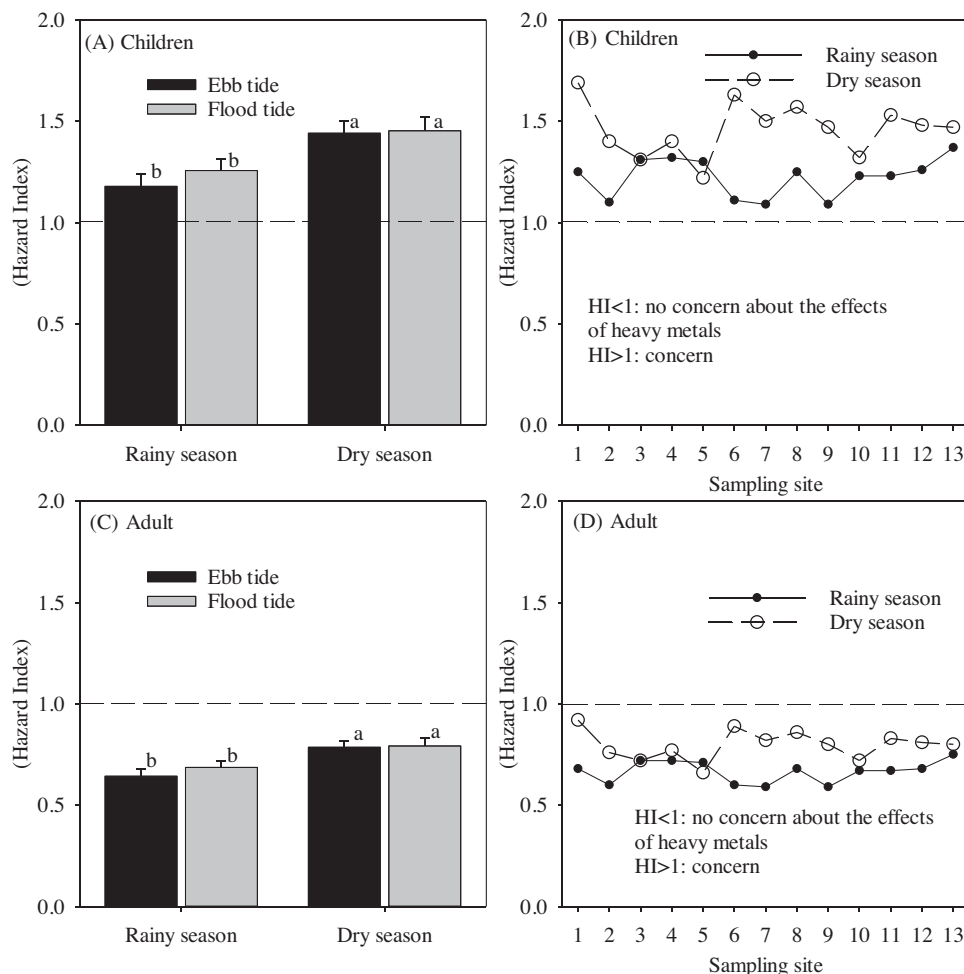 (A) Children
Ebb tide
Flood tide
(Hazard Index)
2.0
1.5
1.0
0.5
0.0
b
b
a
a
Rainy season
Dry season
(B) Children
Rainy season
Dry season
(Hazard Index)
2.0
1.5
1.0
0.5
0.0
HI<1: no concern about the effects
of heavy metals
HI>1: concern
1 2 3 4 5 6 7 8 9 10 11 12 13
Sampling site
(C) Adult
Ebb tide
Flood tide
(Hazard Index)
2.0
1.5
1.0
0.5
0.0
b
b
a
a
Rainy season
Dry season
(D) Adult
Rainy season
Dry season
(Hazard Index)
2.0
1.5
1.0
0.5
0.0
HI<1: no concern about the effects
of heavy metals
HI>1: concern
1 2 3 4 5 6 7 8 9 10 11 12 13
Sampling site